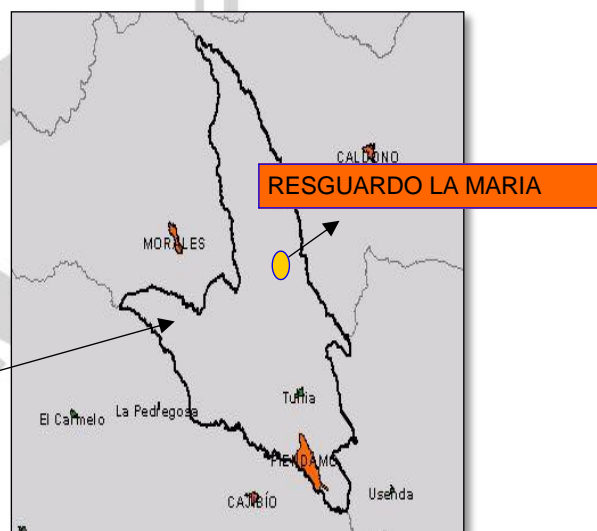 CALDONO
RESGUARDO LA MARIA
MORALES
Tunia
El Carmelo
La Pedregosa
PIENDAMO
CAJIBÍO
Usenda